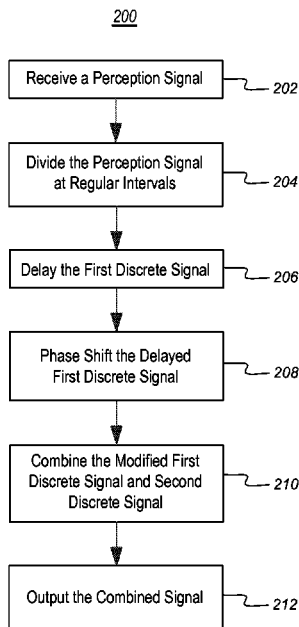 200
Receive a Perception Signal
202
Divide the Perception Signal
at Regular Intervals
204
Delay the First Discrete Signal
206
Phase Shift the Delayed
First Discrete Signal
208
Combine the Modified First
Discrete Signal and Second
Discrete Signal
210
Output the Combined Signal
212